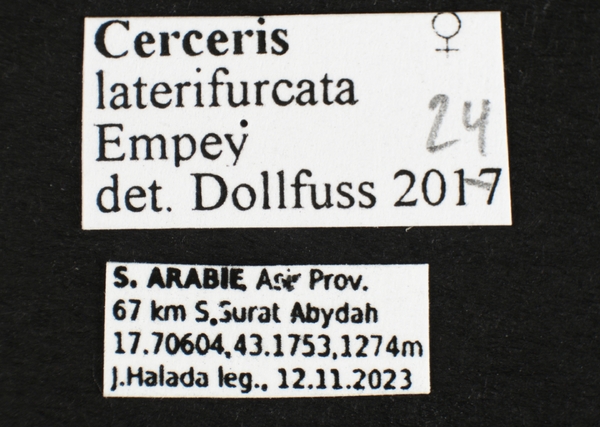 Cerceris ♀
laterifurcata
Empey
24
det. Dollfuss 2017
S. ARABIE, Asir Prov.
67 km S,Surat Abydah
17.70604,43.1753,1274m
J.Halada leg., 12.11.2023